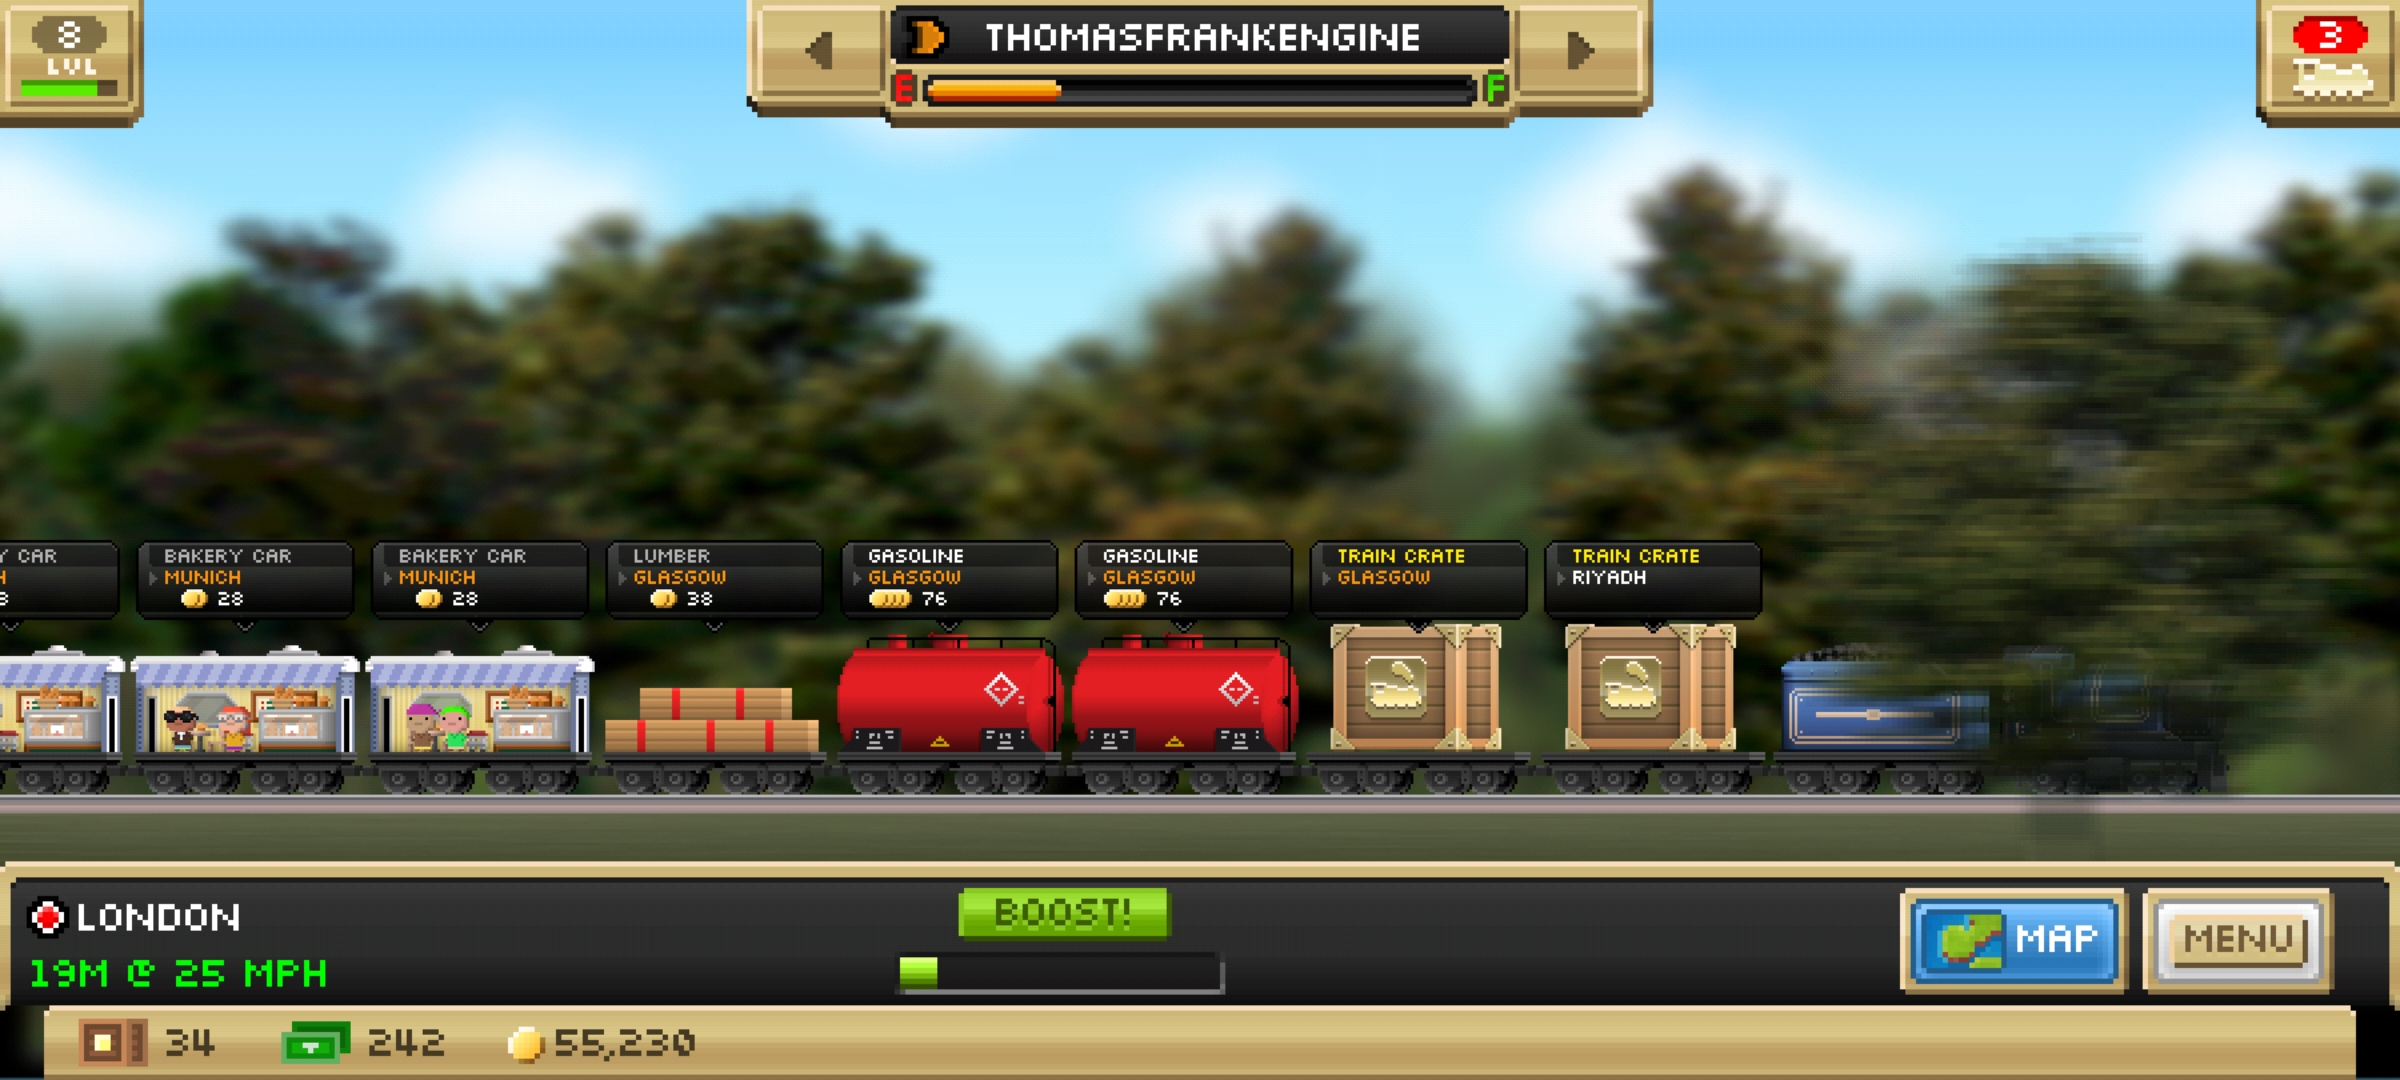 8
LVL
THOMASFRANKENGINE
E F
3
Y CAR
BAKERY CAR
MUNICH
28
BAKERY CAR
MUNICH
28
LUMBER
GLASGOW
38
GASOLINE
GLASGOW
76
GASOLINE
GLASGOW
76
TRAIN CRATE
GLASGOW
TRAIN CRATE
RIYADH
LONDON
19M @ 25 MPH
BOOST!
MAP
MENU
34
242
55,230